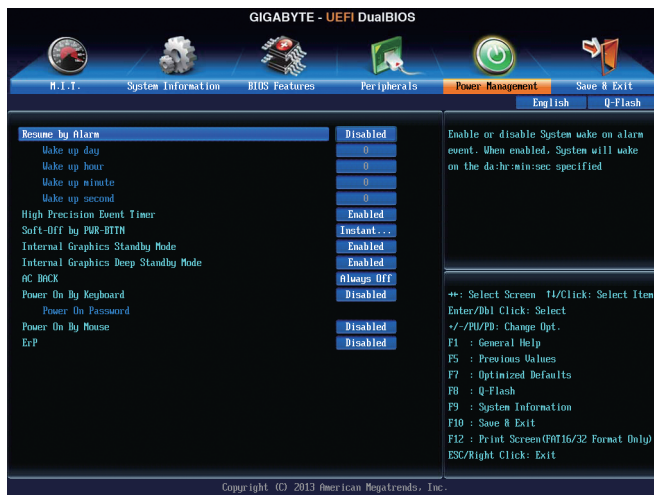 GIGABYTE - UEFI DualBIOS
M.I.T. System Information BIOS Features Peripherals Power Management Save & Exit
English Q-Flash
Resume by Alarm Disabled
Wake up day 0
Wake up hour 0
Wake up minute 0
Wake up second 0
High Precision Event Timer Enabled
Soft-Off by PWR-BTTN Instant...
Internal Graphics Standby Mode Enabled
Internal Graphics Deep Standby Mode Enabled
AC BACK Always Off
Power On By Keyboard Disabled
Power On Password
Power On By Mouse Disabled
ErP Disabled
Enable or disable System wake on alarm
event. When enabled, System will wake
on the da:hr:min:sec specified
↔: Select Screen ↑↓/Click: Select Item
Enter/Dbl Click: Select
+/-/PU/PD: Change Opt.
F1 : General Help
F5 : Previous Values
F7 : Optimized Defaults
F8 : Q-Flash
F9 : System Information
F10 : Save & Exit
F12 : Print Screen(FAT16/32 Format Only)
ESC/Right Click: Exit
Copyright (C) 2013 American Megatrends, Inc.